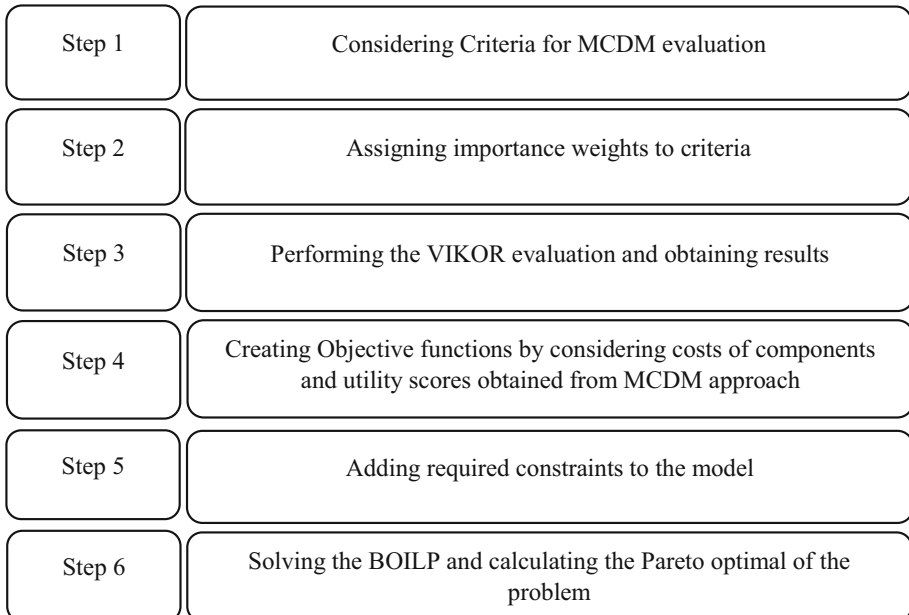 Step 1
Considering Criteria for MCDM evaluation
Step 2
Assigning importance weights to criteria
Step 3
Performing the VIKOR evaluation and obtaining results
Step 4
Creating Objective functions by considering costs of components
and utility scores obtained from MCDM approach
Step 5
Adding required constraints to the model
Step 6
Solving the BOILP and calculating the Pareto optimal of the
problem